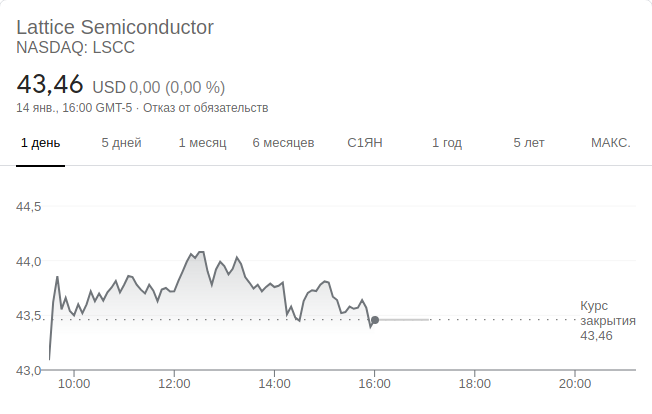 Lattice Semiconductor
NASDAQ: LSCC
43,46 USD 0,00 (0,00 %)
14 янв., 16:00 GMT-5 · Отказ от обязательств
1 день 5 дней 1 месяц 6 месяцев С1ЯН 1 год 5 лет МАКС.
44,5
44,0
43,5
43,0
Курс
закрытия
43,46
10:00 12:00 14:00 16:00 18:00 20:00